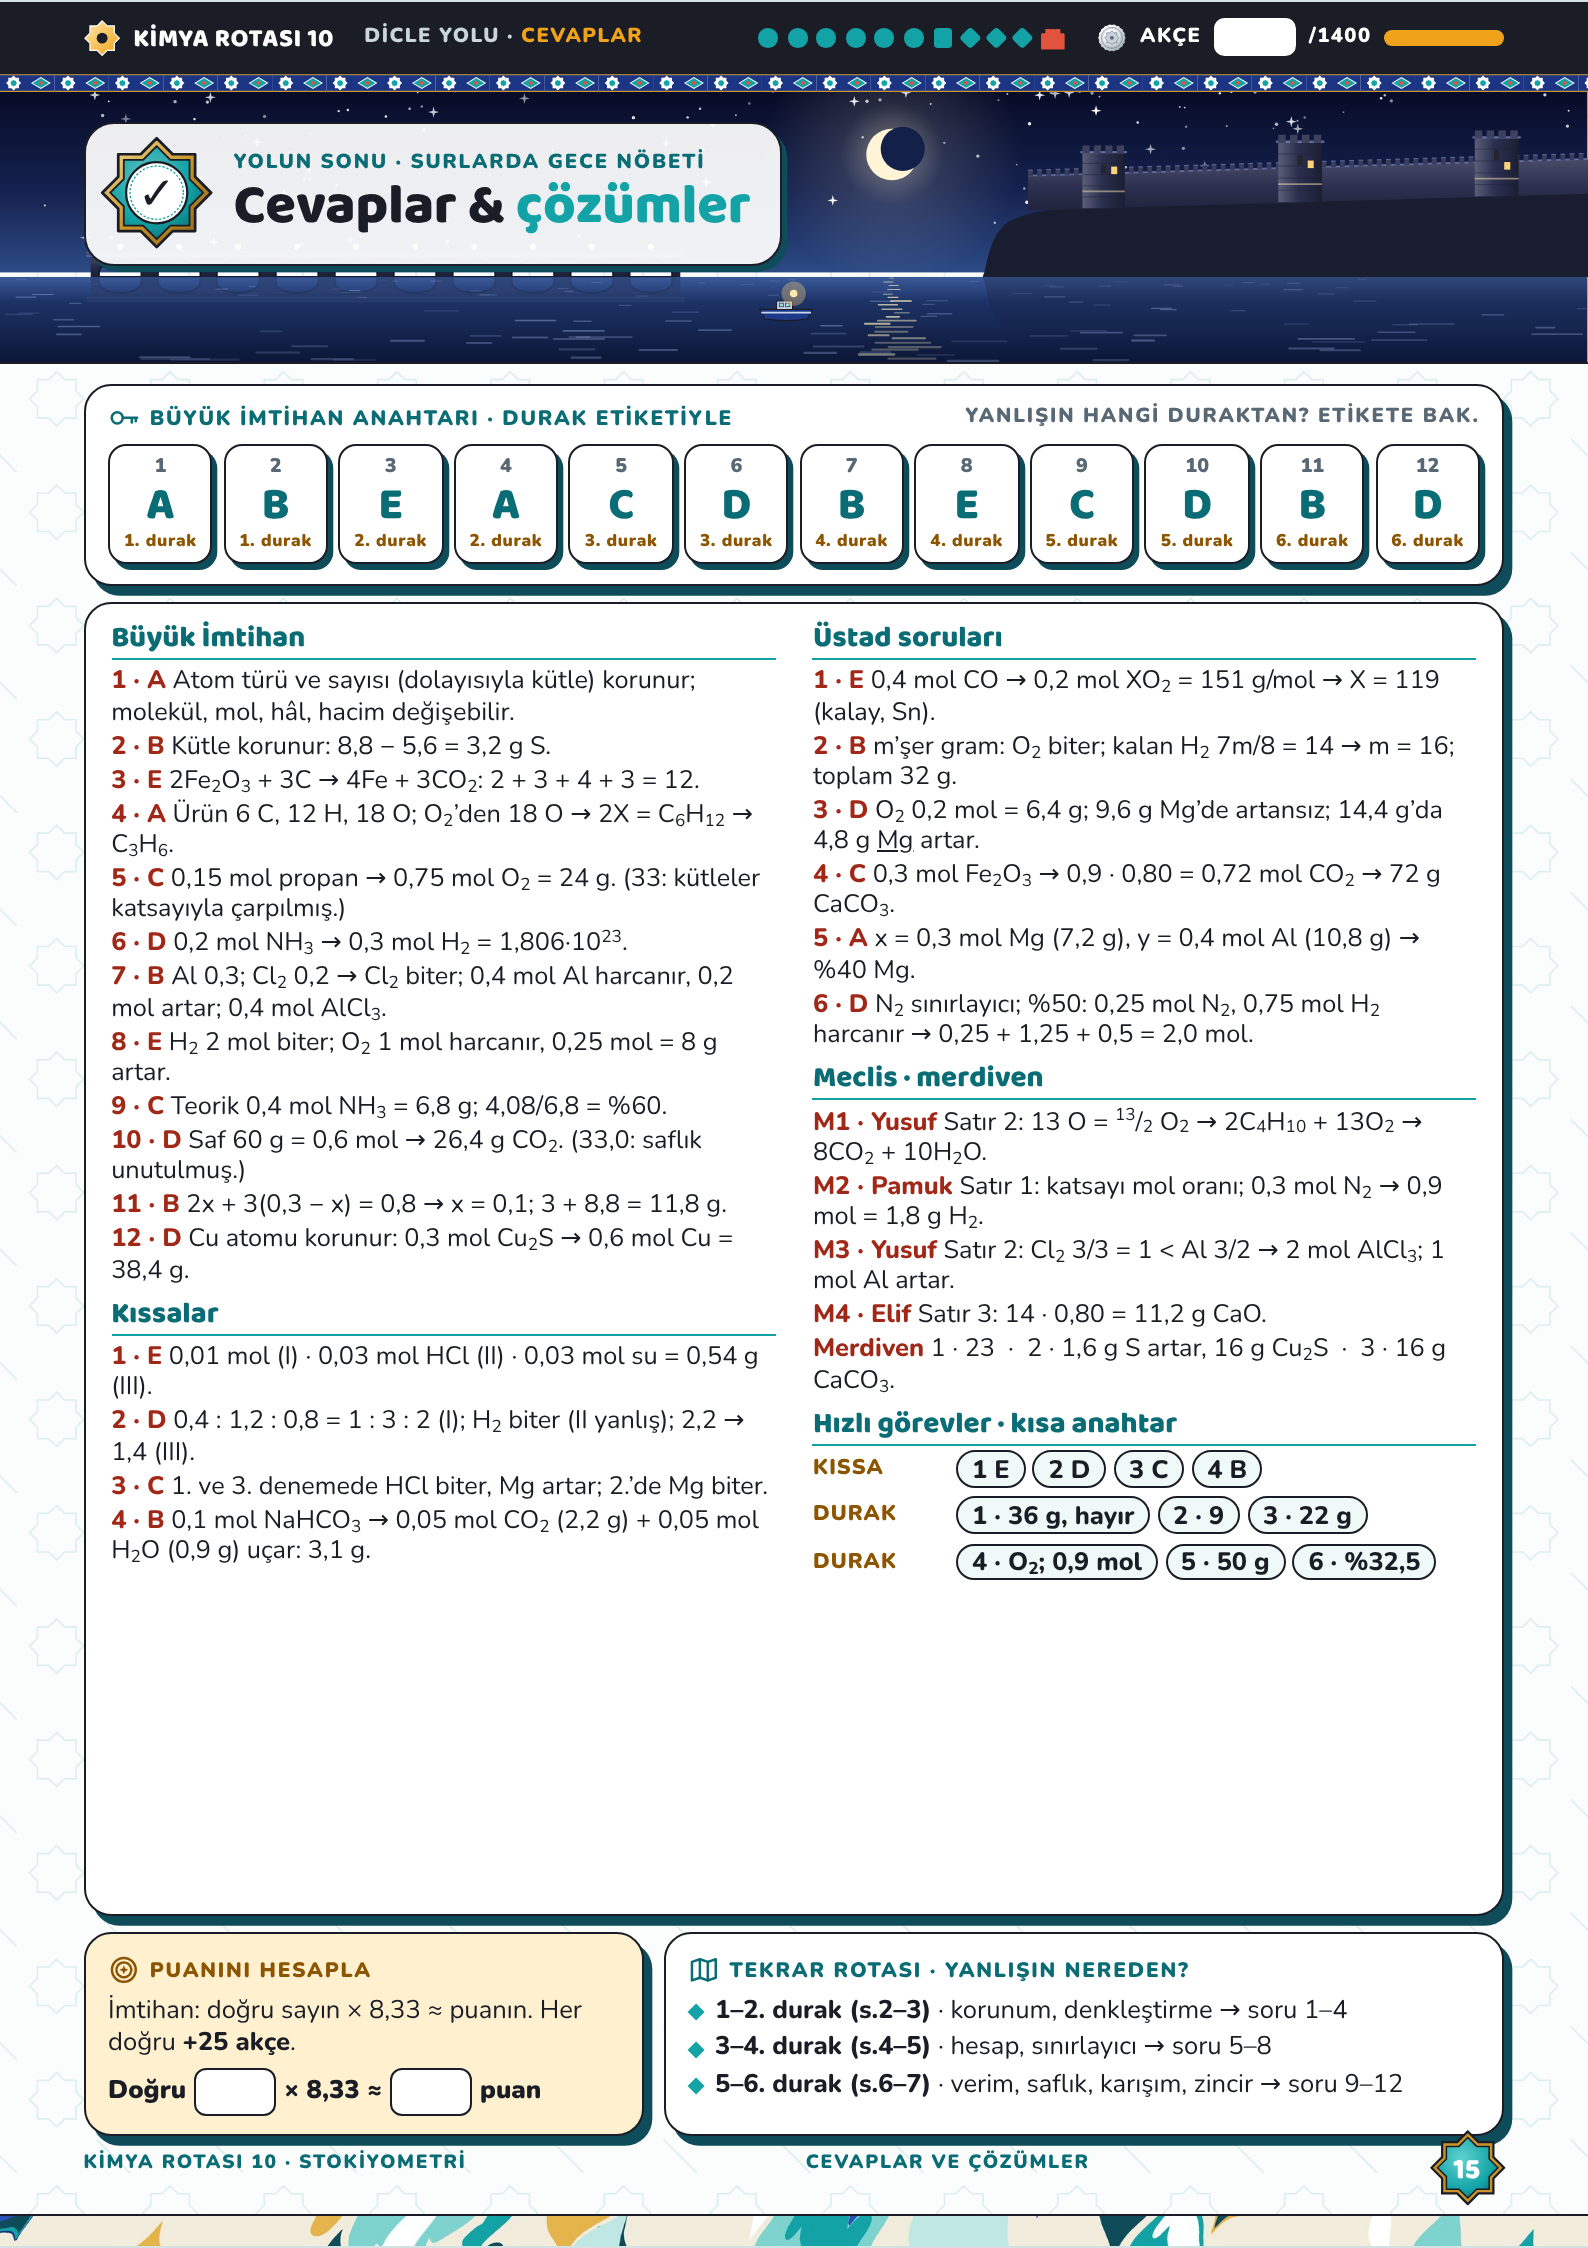 KİMYA ROTASI 10 DİCLE YOLU · CEVAPLAR AKÇE /1400
YOLUN SONU · SURLARDA GECE NÖBETİ
✓
Cevaplar & çözümler
BÜYÜK İMTİHAN ANAHTARI · DURAK ETİKETİYLE YANLIŞIN HANGİ DURAKTAN? ETİKETE BAK.
1 2 3 4 5 6 7 8 9 10 11 12
A B E A C D B E C D B D
1. durak 1. durak 2. durak 2. durak 3. durak 3. durak 4. durak 4. durak 5. durak 5. durak 6. durak 6. durak
Büyük İmtihan
1 · A Atom türü ve sayısı (dolayısıyla kütle) korunur;
molekül, mol, hâl, hacim değişebilir.
2 · B Kütle korunur: 8,8 − 5,6 = 3,2 g S.
3 · E 2Fe₂O₃ + 3C → 4Fe + 3CO₂: 2 + 3 + 4 + 3 = 12.
4 · A Ürün 6 C, 12 H, 18 O; O₂’den 18 O → 2X = C₆H₁₂ →
C₃H₆.
5 · C 0,15 mol propan → 0,75 mol O₂ = 24 g. (33: kütleler
katsayıyla çarpılmış.)
6 · D 0,2 mol NH₃ → 0,3 mol H₂ = 1,806·10²³.
7 · B Al 0,3; Cl₂ 0,2 → Cl₂ biter; 0,4 mol Al harcanır, 0,2
mol artar; 0,4 mol AlCl₃.
8 · E H₂ 2 mol biter; O₂ 1 mol harcanır, 0,25 mol = 8 g
artar.
9 · C Teorik 0,4 mol NH₃ = 6,8 g; 4,08/6,8 = %60.
10 · D Saf 60 g = 0,6 mol → 26,4 g CO₂. (33,0: saflık
unutulmuş.)
11 · B 2x + 3(0,3 − x) = 0,8 → x = 0,1; 3 + 8,8 = 11,8 g.
12 · D Cu atomu korunur: 0,3 mol Cu₂S → 0,6 mol Cu =
38,4 g.
Kıssalar
1 · E 0,01 mol (I) · 0,03 mol HCl (II) · 0,03 mol su = 0,54 g
(III).
2 · D 0,4 : 1,2 : 0,8 = 1 : 3 : 2 (I); H₂ biter (II yanlış); 2,2 →
1,4 (III).
3 · C 1. ve 3. denemede HCl biter, Mg artar; 2.’de Mg biter.
4 · B 0,1 mol NaHCO₃ → 0,05 mol CO₂ (2,2 g) + 0,05 mol
H₂O (0,9 g) uçar: 3,1 g.
Üstad soruları
1 · E 0,4 mol CO → 0,2 mol XO₂ = 151 g/mol → X = 119
(kalay, Sn).
2 · B m’şer gram: O₂ biter; kalan H₂ 7m/8 = 14 → m = 16;
toplam 32 g.
3 · D O₂ 0,2 mol = 6,4 g; 9,6 g Mg’de artansız; 14,4 g’da
4,8 g Mg artar.
4 · C 0,3 mol Fe₂O₃ → 0,9 · 0,80 = 0,72 mol CO₂ → 72 g
CaCO₃.
5 · A x = 0,3 mol Mg (7,2 g), y = 0,4 mol Al (10,8 g) →
%40 Mg.
6 · D N₂ sınırlayıcı; %50: 0,25 mol N₂, 0,75 mol H₂
harcanır → 0,25 + 1,25 + 0,5 = 2,0 mol.
Meclis · merdiven
M1 · Yusuf Satır 2: 13 O = ¹³/₂ O₂ → 2C₄H₁₀ + 13O₂ →
8CO₂ + 10H₂O.
M2 · Pamuk Satır 1: katsayı mol oranı; 0,3 mol N₂ → 0,9
mol = 1,8 g H₂.
M3 · Yusuf Satır 2: Cl₂ 3/3 = 1 < Al 3/2 → 2 mol AlCl₃; 1
mol Al artar.
M4 · Elif Satır 3: 14 · 0,80 = 11,2 g CaO.
Merdiven 1 · 23 · 2 · 1,6 g S artar, 16 g Cu₂S · 3 · 16 g
CaCO₃.
Hızlı görevler · kısa anahtar
KISSA 1 E 2 D 3 C 4 B
DURAK 1 · 36 g, hayır 2 · 9 3 · 22 g
DURAK 4 · O₂; 0,9 mol 5 · 50 g 6 · %32,5
PUANINI HESAPLA
İmtihan: doğru sayın × 8,33 ≈ puanın. Her
doğru +25 akçe.
Doğru × 8,33 ≈ puan
TEKRAR ROTASI · YANLIŞIN NEREDEN?
1–2. durak (s.2–3) · korunum, denkleştirme → soru 1–4
3–4. durak (s.4–5) · hesap, sınırlayıcı → soru 5–8
5–6. durak (s.6–7) · verim, saflık, karışım, zincir → soru 9–12
KİMYA ROTASI 10 · STOKİYOMETRİ CEVAPLAR VE ÇÖZÜMLER 15